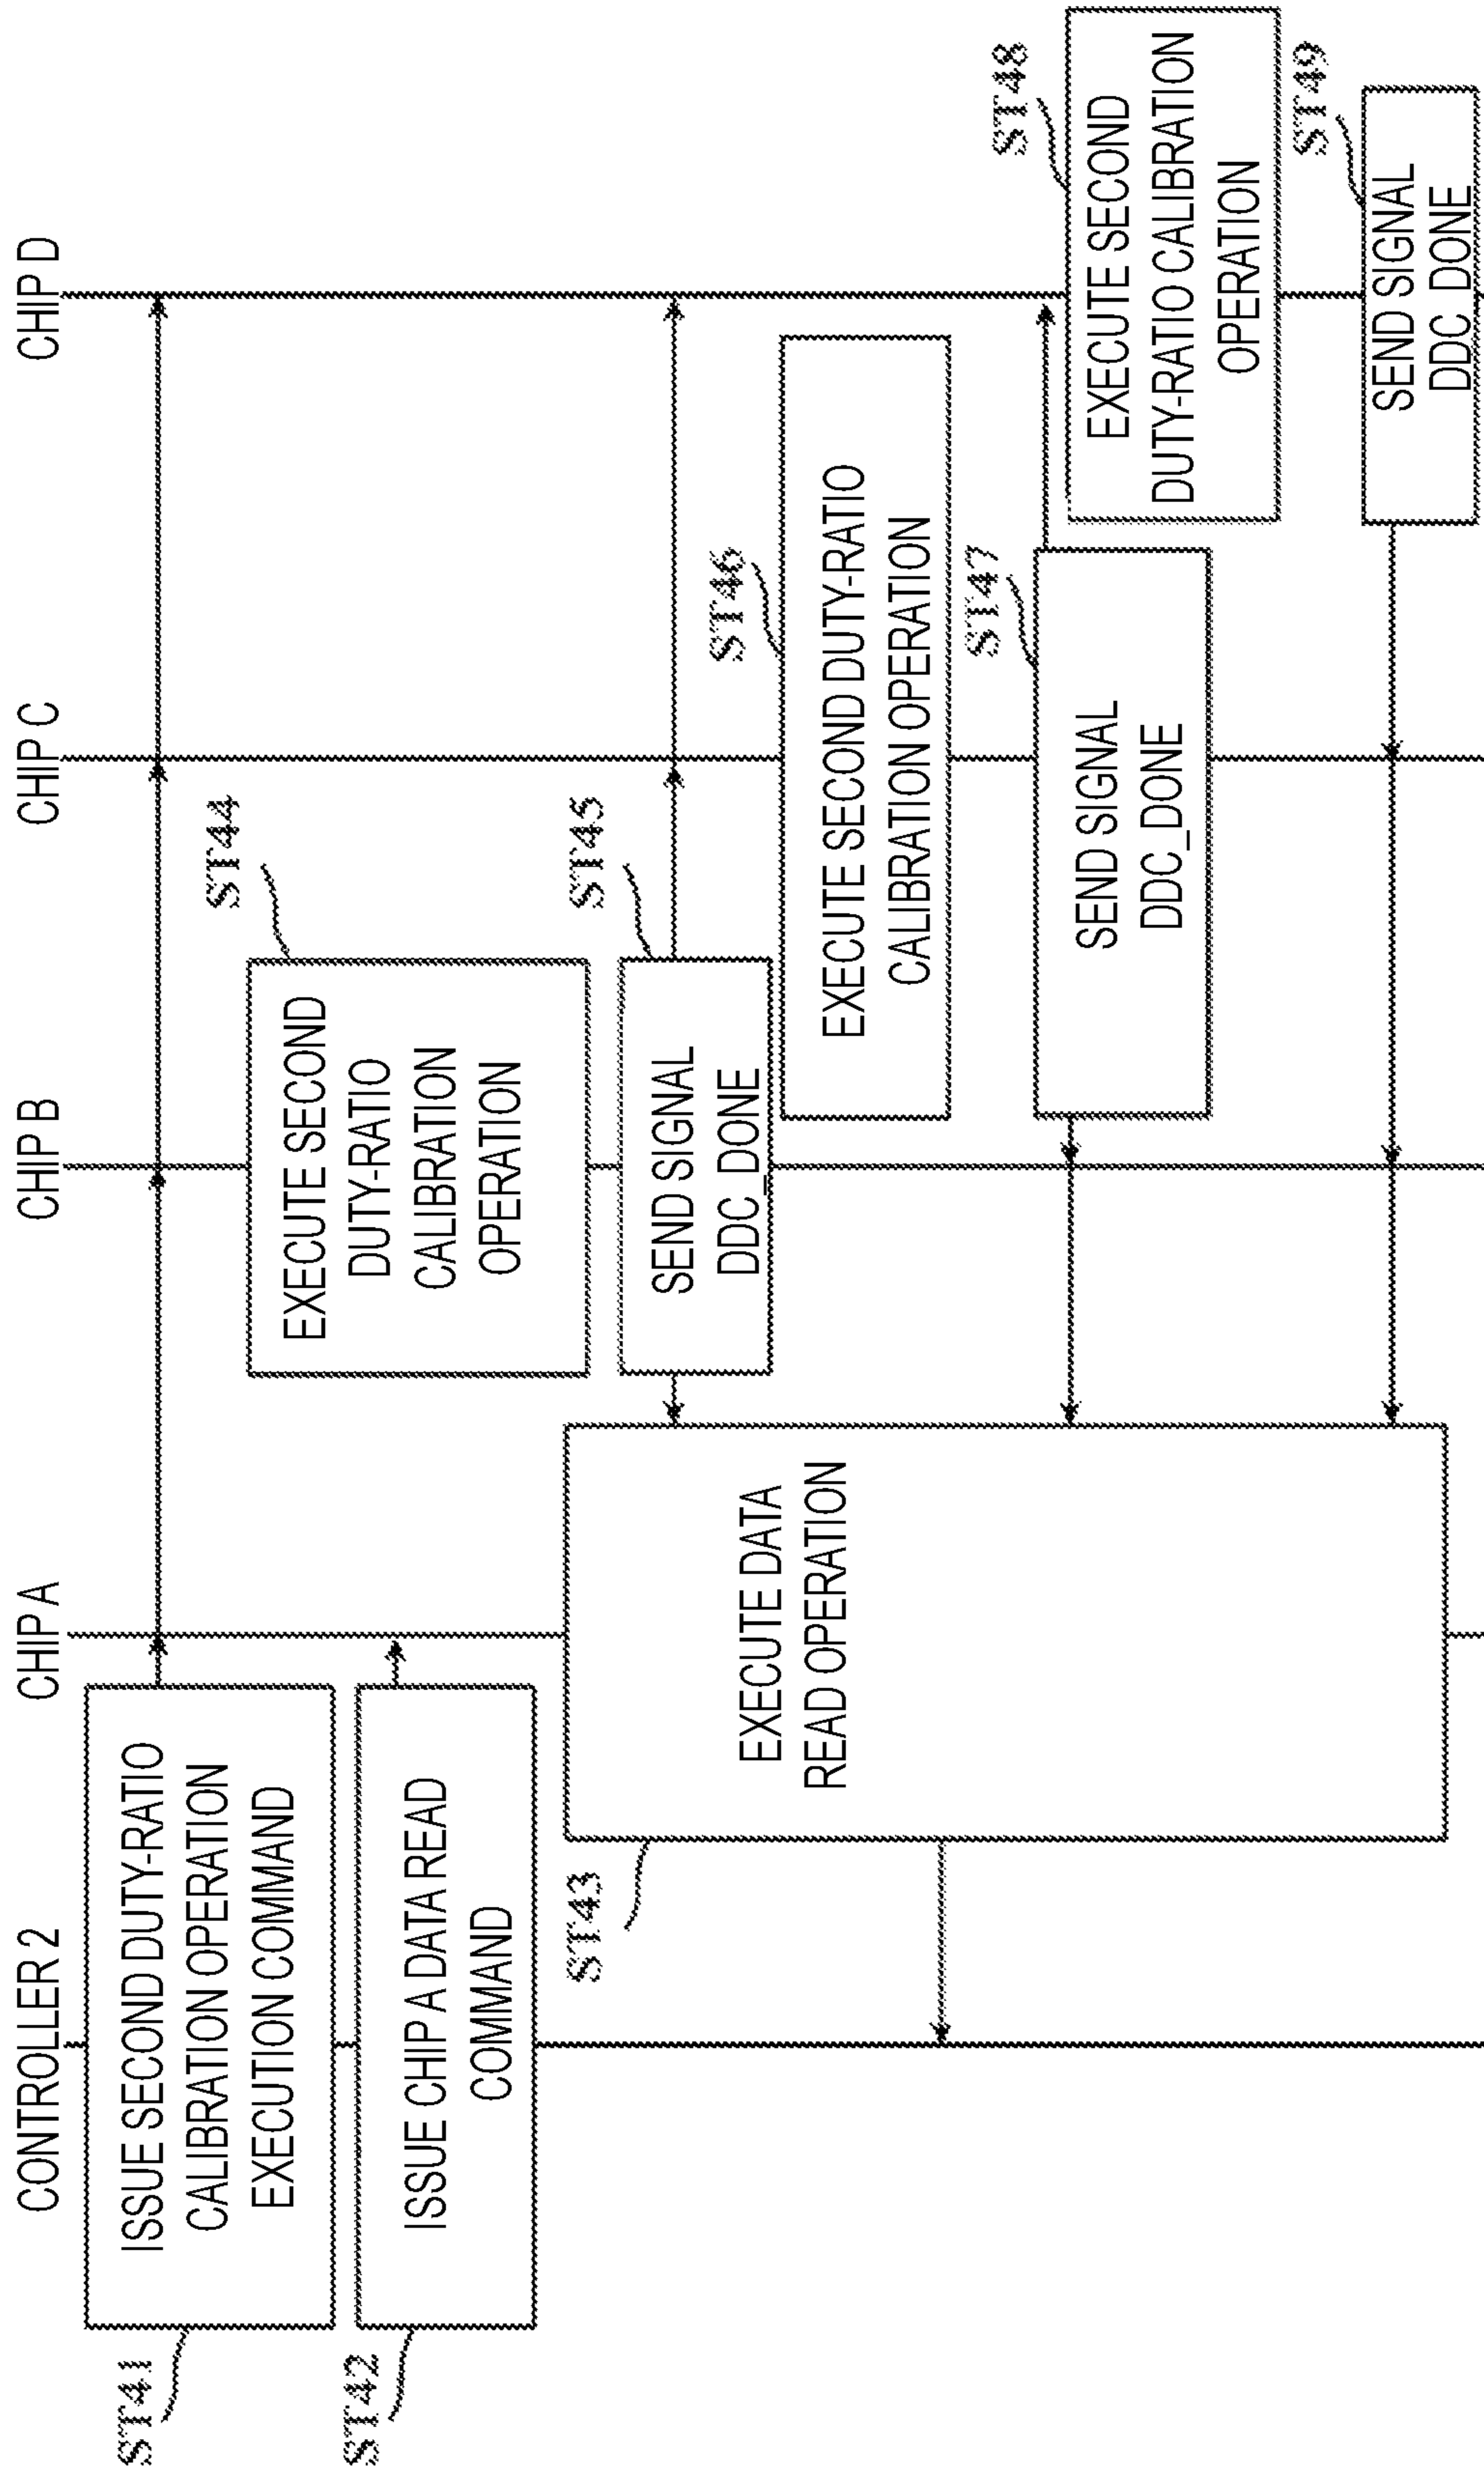 CONTROLLER 2
CHIP A
CHIP B
CHIP C
CHIP D
ST41
ISSUE SECOND DUTY-RATIO
CALIBRATION OPERATION
EXECUTION COMMAND
ST42
ISSUE CHIP A DATA READ
COMMAND
ST43
EXECUTE DATA
READ OPERATION
ST44
EXECUTE SECOND
DUTY-RATIO
CALIBRATION
OPERATION
ST45
SEND SIGNAL
DDC_DONE
ST46
EXECUTE SECOND DUTY-RATIO
CALIBRATION OPERATION
ST47
SEND SIGNAL
DDC_DONE
ST48
EXECUTE SECOND
DUTY-RATIO CALIBRATION
OPERATION
ST49
SEND SIGNAL
DDC_DONE